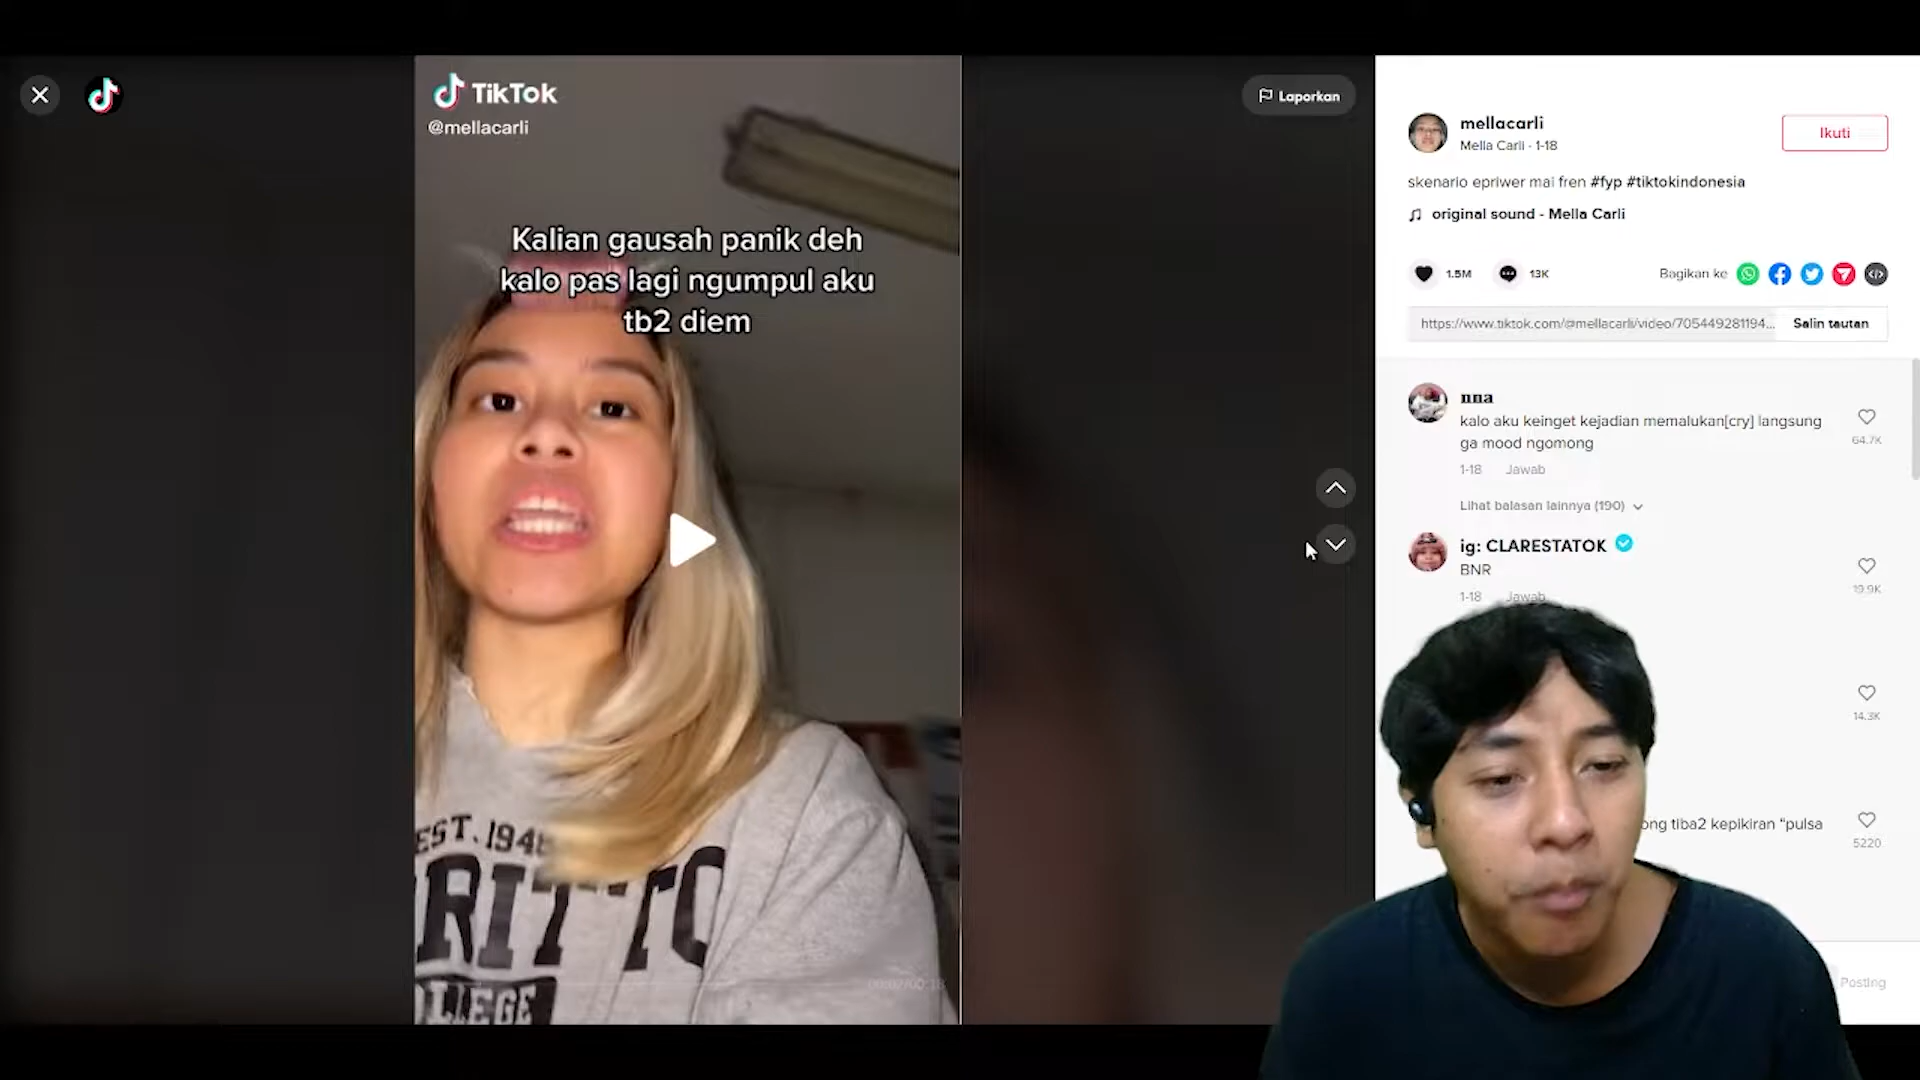 TikTok
@mellacarli
Kalian gausah panik deh
kalo pas lagi ngumpul aku
tb2 diem
EST. 1948
Laporkan
mellacarli
Mella Carli · 1-18
Ikuti
skenario epriwer mai fren #fyp #tiktokindonesia
original sound - Mella Carli
1.5M
13K
Bagikan ke
https://www.tiktok.com/@mellacarli/video/705449281194...
Salin tautan
nna
kalo aku keinget kejadian memalukan[cry] langsung
ga mood ngomong
1-18
Jawab
64.7K
Lihat balasan lainnya (190)
ig: CLARESTATOK
BNR
1-18
Jawab
19.9K
14.3K
ong tiba2 kepikiran “pulsa
5220
Posting